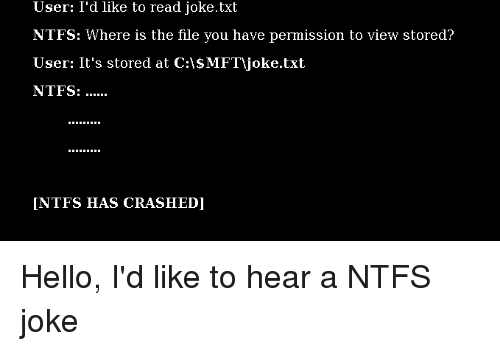 User: I'd like to read joke.txt
NTFS: Where is the file you have permission to view stored?
User: It's stored at C:\$MFT\joke.txt
NTFS: ......
.........
.........
[NTFS HAS CRASHED]
Hello, I'd like to hear a NTFS
joke